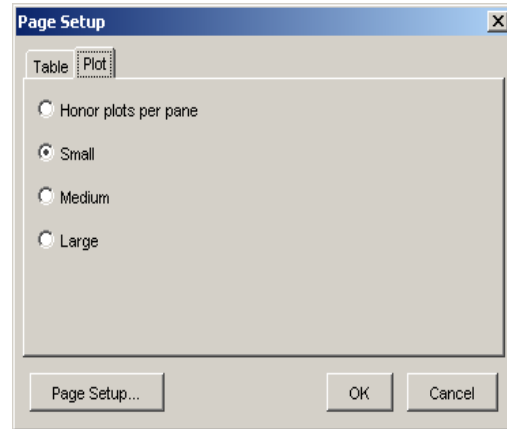 Page Setup
Table Plot
Honor plots per pane
Small
Medium
Large
Page Setup... OK Cancel